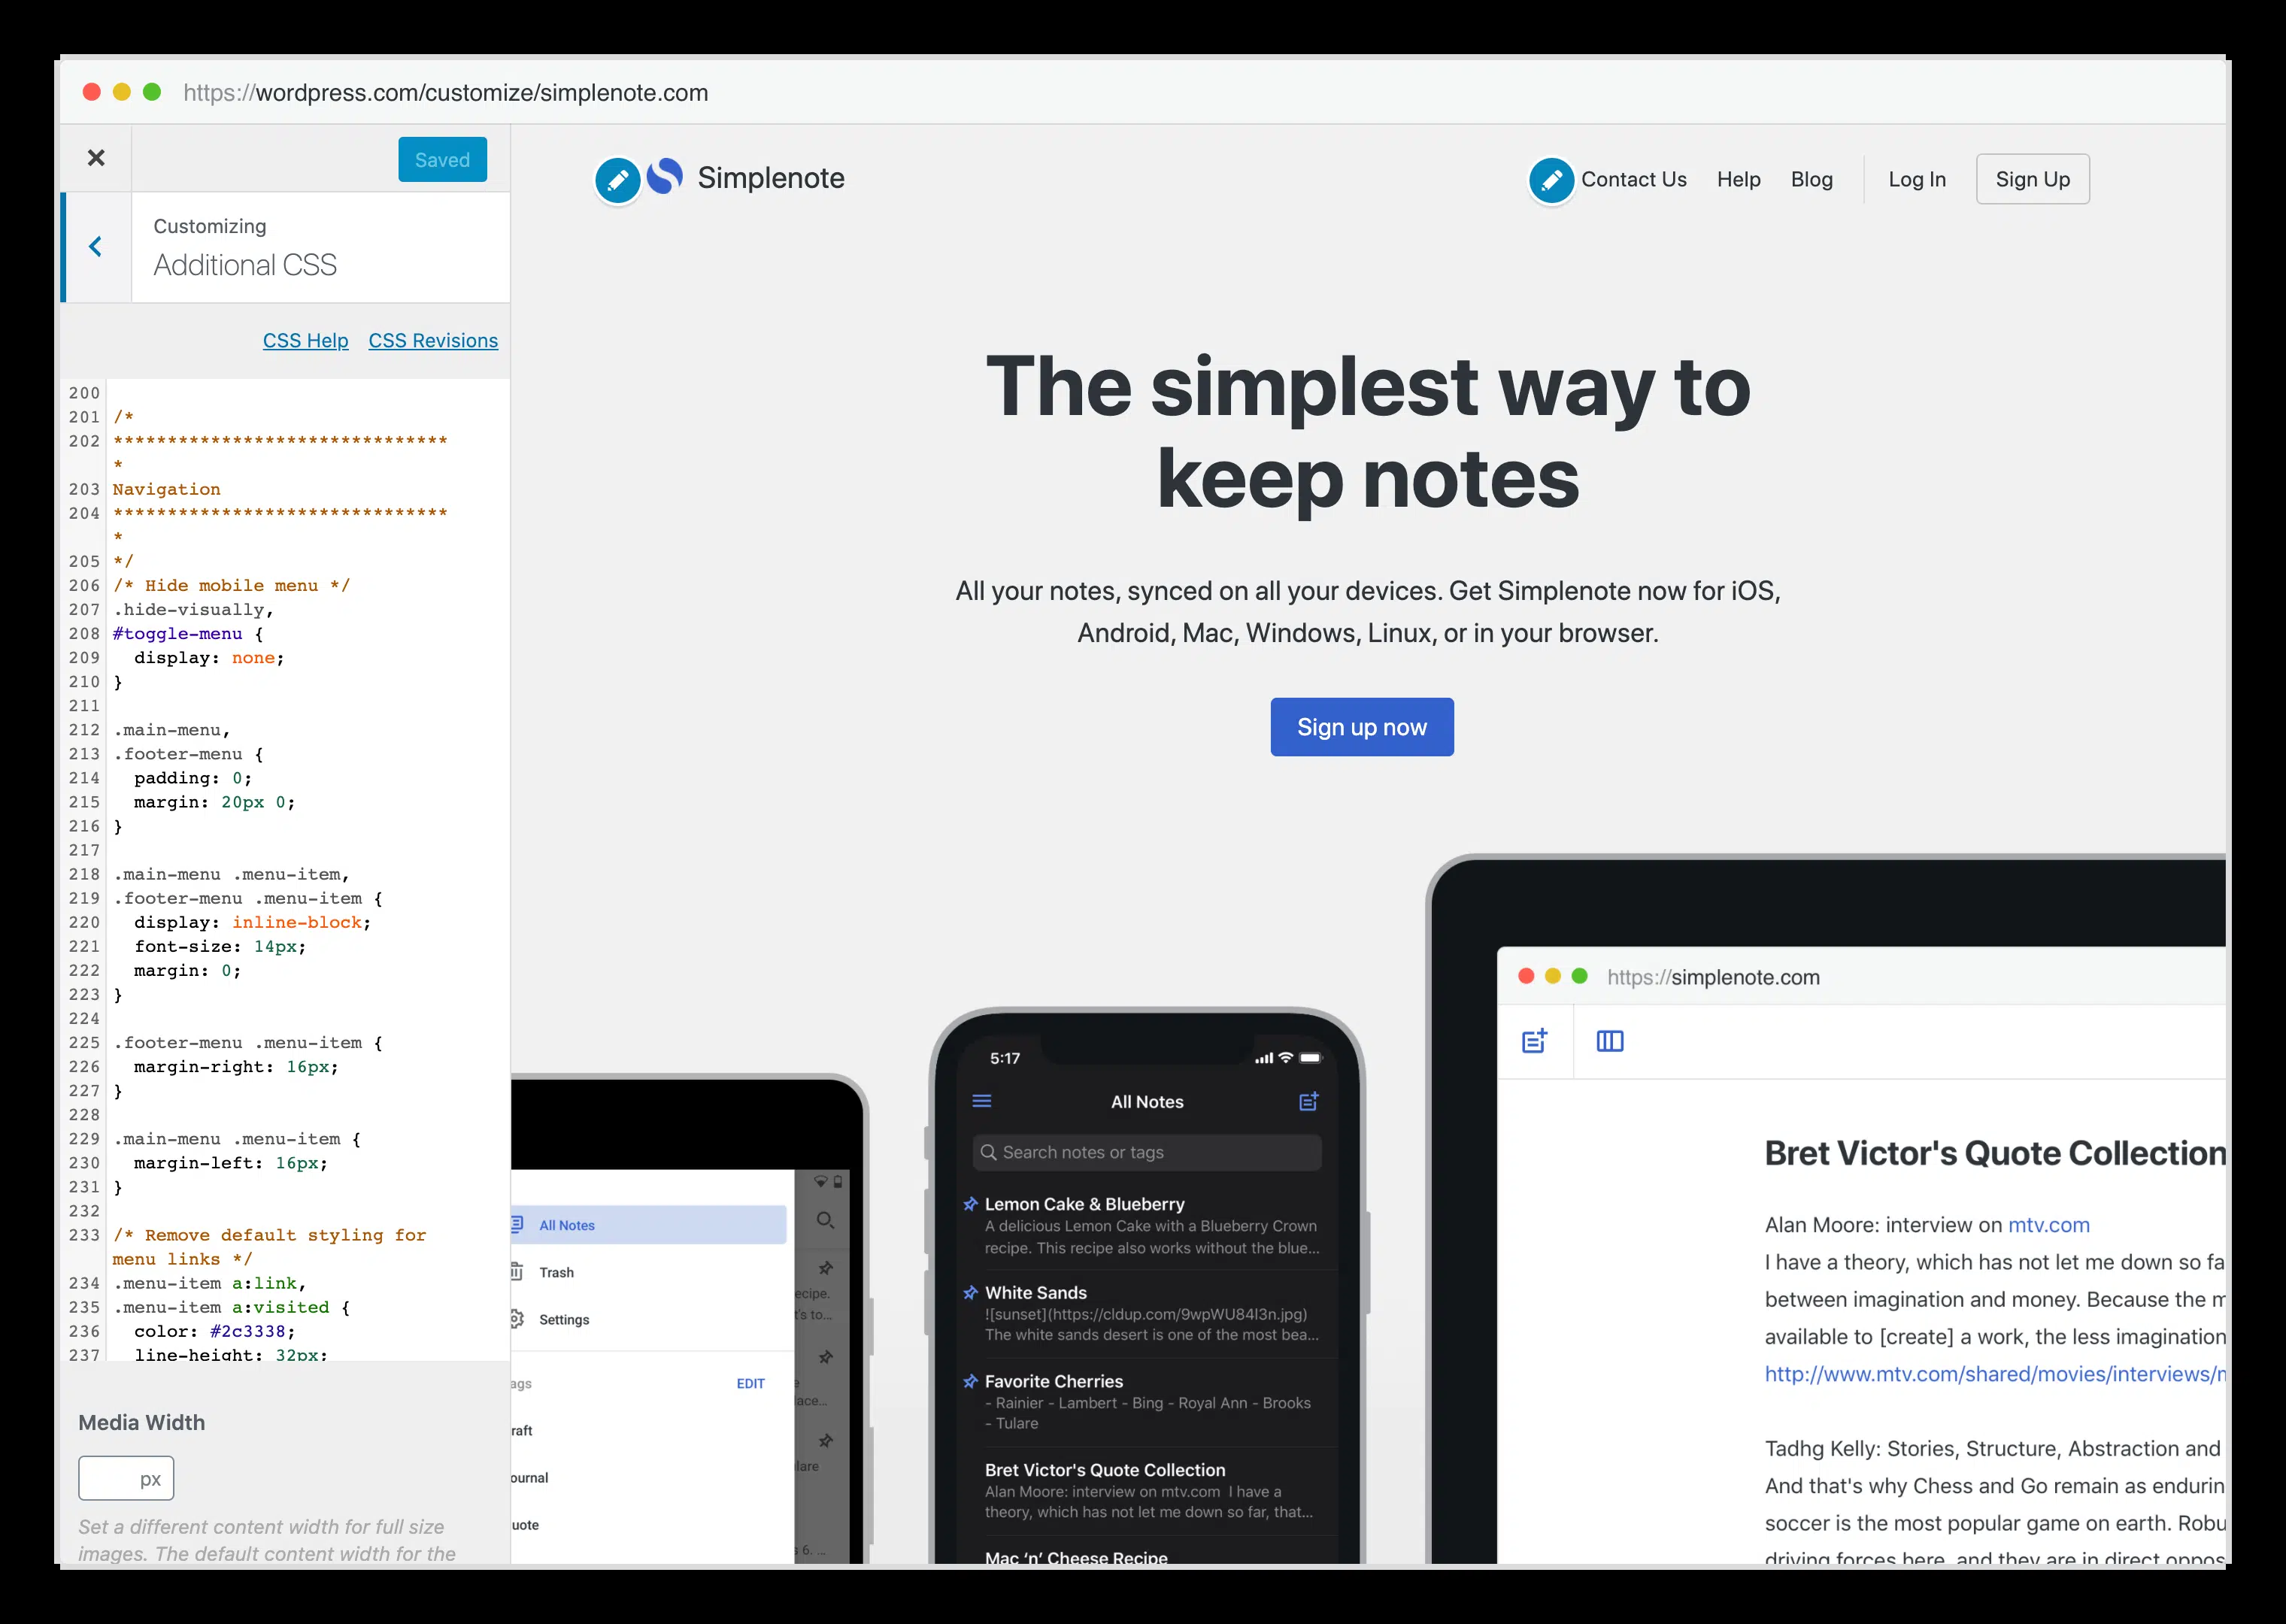 https://wordpress.com/customize/simplenote.com
Saved
Customizing
Additional CSS
CSS Help CSS Revisions
200
201 /*
202 *******************************
*
203 Navigation
204 *******************************
*
205 */
206 /* Hide mobile menu */
207 .hide-visually,
208 #toggle-menu {
209 display: none;
210 }
211
212 .main-menu,
213 .footer-menu {
214 padding: 0;
215 margin: 20px 0;
216 }
217
218 .main-menu .menu-item,
219 .footer-menu .menu-item {
220 display: inline-block;
221 font-size: 14px;
222 margin: 0;
223 }
224
225 .footer-menu .menu-item {
226 margin-right: 16px;
227 }
228
229 .main-menu .menu-item {
230 margin-left: 16px;
231 }
232
233 /* Remove default styling for
menu links */
234 .menu-item a:link,
235 .menu-item a:visited {
236 color: #2c3338;
237 line-height: 32px;
Media Width
px
Set a different content width for full size
images. The default content width for the
Simplenote
Contact Us Help Blog Log In Sign Up
The simplest way to
keep notes
All your notes, synced on all your devices. Get Simplenote now for iOS,
Android, Mac, Windows, Linux, or in your browser.
Sign up now
All Notes
Trash
Settings
ags EDIT
raft
ournal
uote
ecipe.
t's to...
e
lace...
lare
s 6. ...
5:17
All Notes
Search notes or tags
Lemon Cake & Blueberry
A delicious Lemon Cake with a Blueberry Crown
recipe. This recipe also works without the blue...
White Sands
![sunset](https://cldup.com/9wpWU84I3n.jpg)
The white sands desert is one of the most bea...
Favorite Cherries
- Rainier - Lambert - Bing - Royal Ann - Brooks
- Tulare
Bret Victor's Quote Collection
Alan Moore: interview on mtv.com I have a
theory, which has not let me down so far, that...
Mac ‘n’ Cheese Recipe
https://simplenote.com
Bret Victor's Quote Collection
Alan Moore: interview on mtv.com
I have a theory, which has not let me down so fa
between imagination and money. Because the m
available to [create] a work, the less imagination
http://www.mtv.com/shared/movies/interviews/m
Tadhg Kelly: Stories, Structure, Abstraction and
And that's why Chess and Go remain as endurin
soccer is the most popular game on earth. Robu
driving forces here, and they are in direct oppos